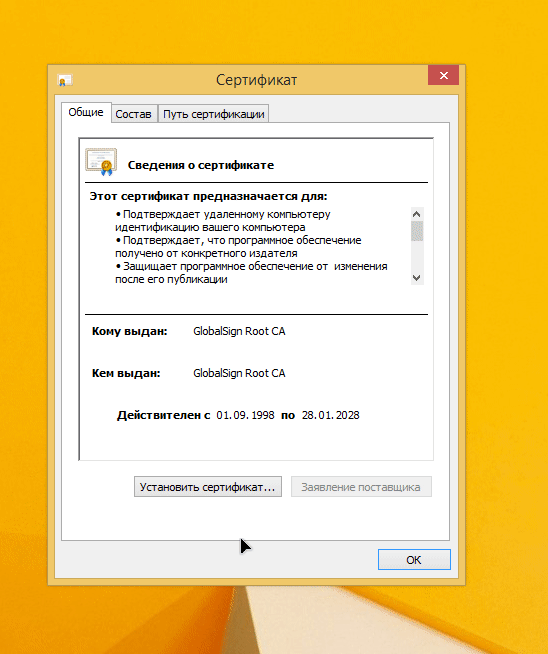 Сертификат
Общие Состав Путь сертификации
Сведения о сертификате
Этот сертификат предназначается для:
• Подтверждает удаленному компьютеру
идентификацию вашего компьютера
• Подтверждает, что программное обеспечение
получено от конкретного издателя
• Защищает программное обеспечение от изменения
после его публикации
Кому выдан: GlobalSign Root CA
Кем выдан: GlobalSign Root CA
Действителен с 01.09.1998 по 28.01.2028
Установить сертификат... Заявление поставщика
ОК